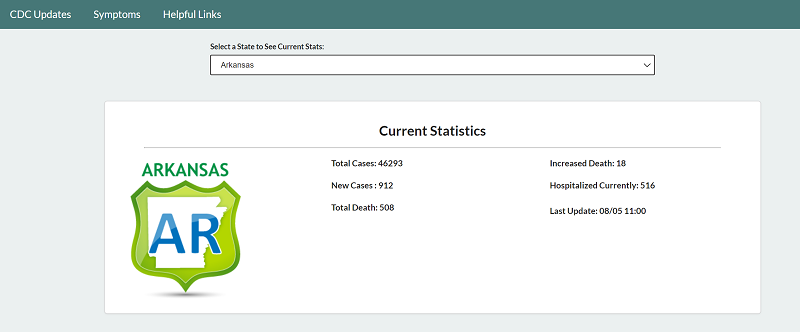 CDC Updates Symptoms Helpful Links
Select a State to See Current Stats:
Arkansas
Current Statistics
ARKANSAS
AR
Total Cases: 46293
New Cases : 912
Total Death: 508
Increased Death: 18
Hospitalized Currently: 516
Last Update: 08/05 11:00